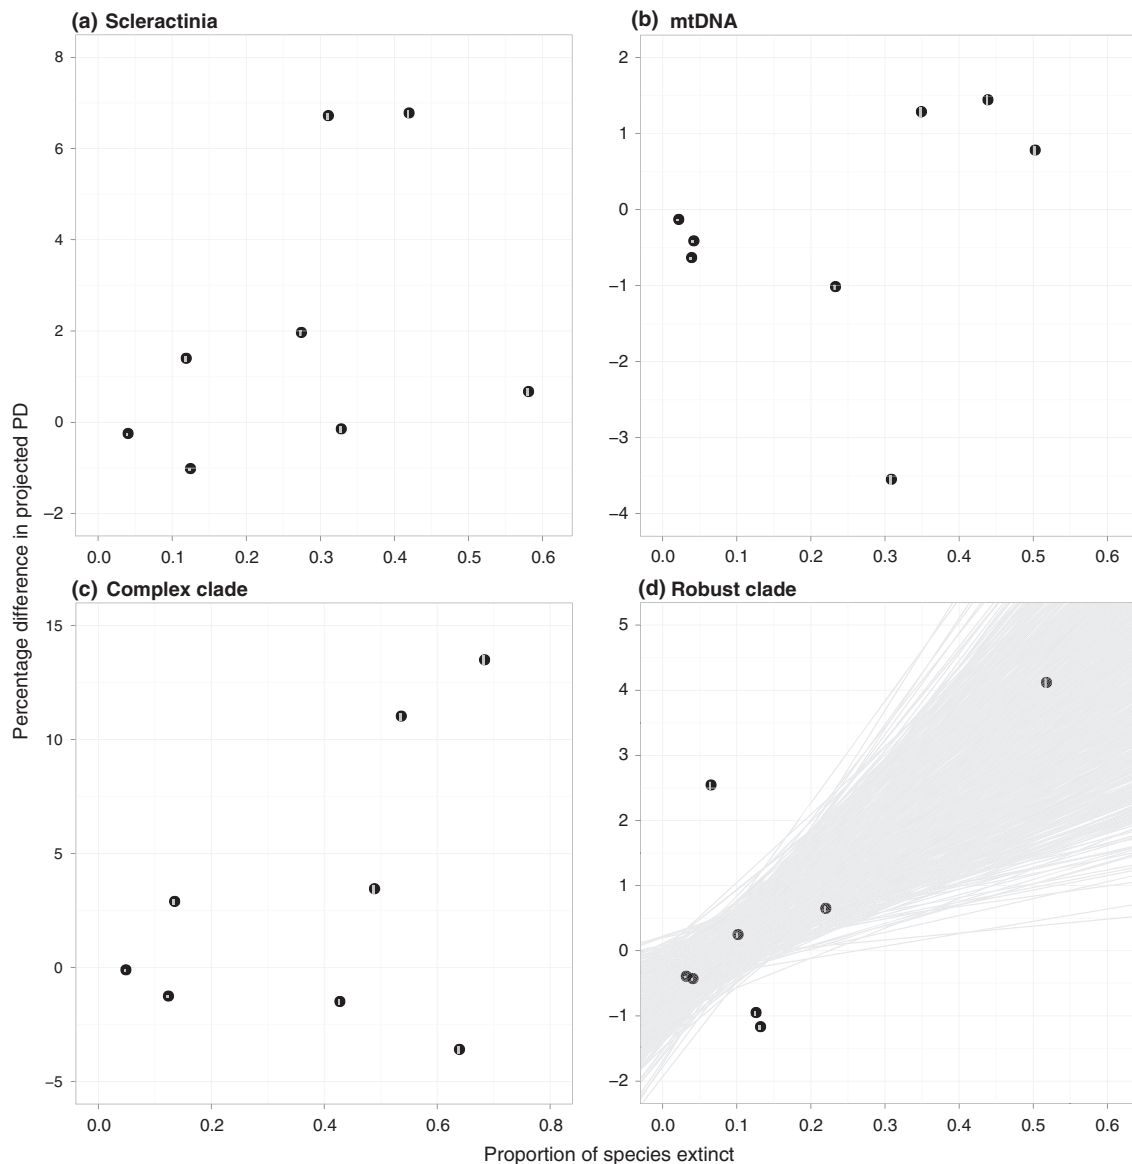 (a) Scleractinia
8
6
4
2
0
−2
0.0 0.1 0.2 0.3 0.4 0.5 0.6
(b) mtDNA
2
1
0
−1
−2
−3
−4
0.0 0.1 0.2 0.3 0.4 0.5 0.6
Percentage difference in projected PD
(c) Complex clade
15
10
5
0
−5
0.0 0.2 0.4 0.6 0.8
(d) Robust clade
5
4
3
2
1
0
−1
−2
0.0 0.1 0.2 0.3 0.4 0.5 0.6
Proportion of species extinct